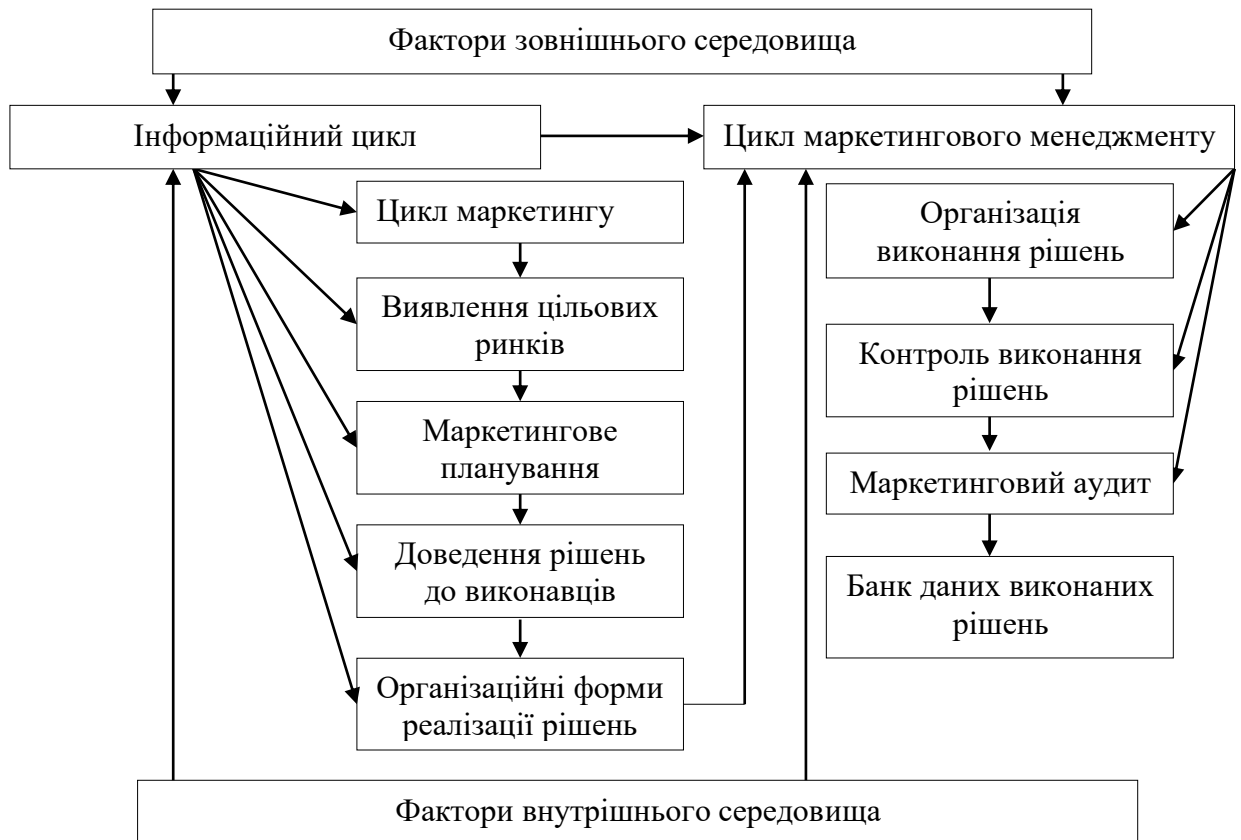 Фактори зовнішнього середовища
Інформаційний цикл
Цикл маркетингового менеджменту
Цикл маркетингу
Виявлення цільових
ринків
Маркетингове
планування
Доведення рішень
до виконавців
Організаційні форми
реалізації рішень
Організація
виконання рішень
Контроль виконання
рішень
Маркетинговий аудит
Банк даних виконаних
рішень
Фактори внутрішнього середовища